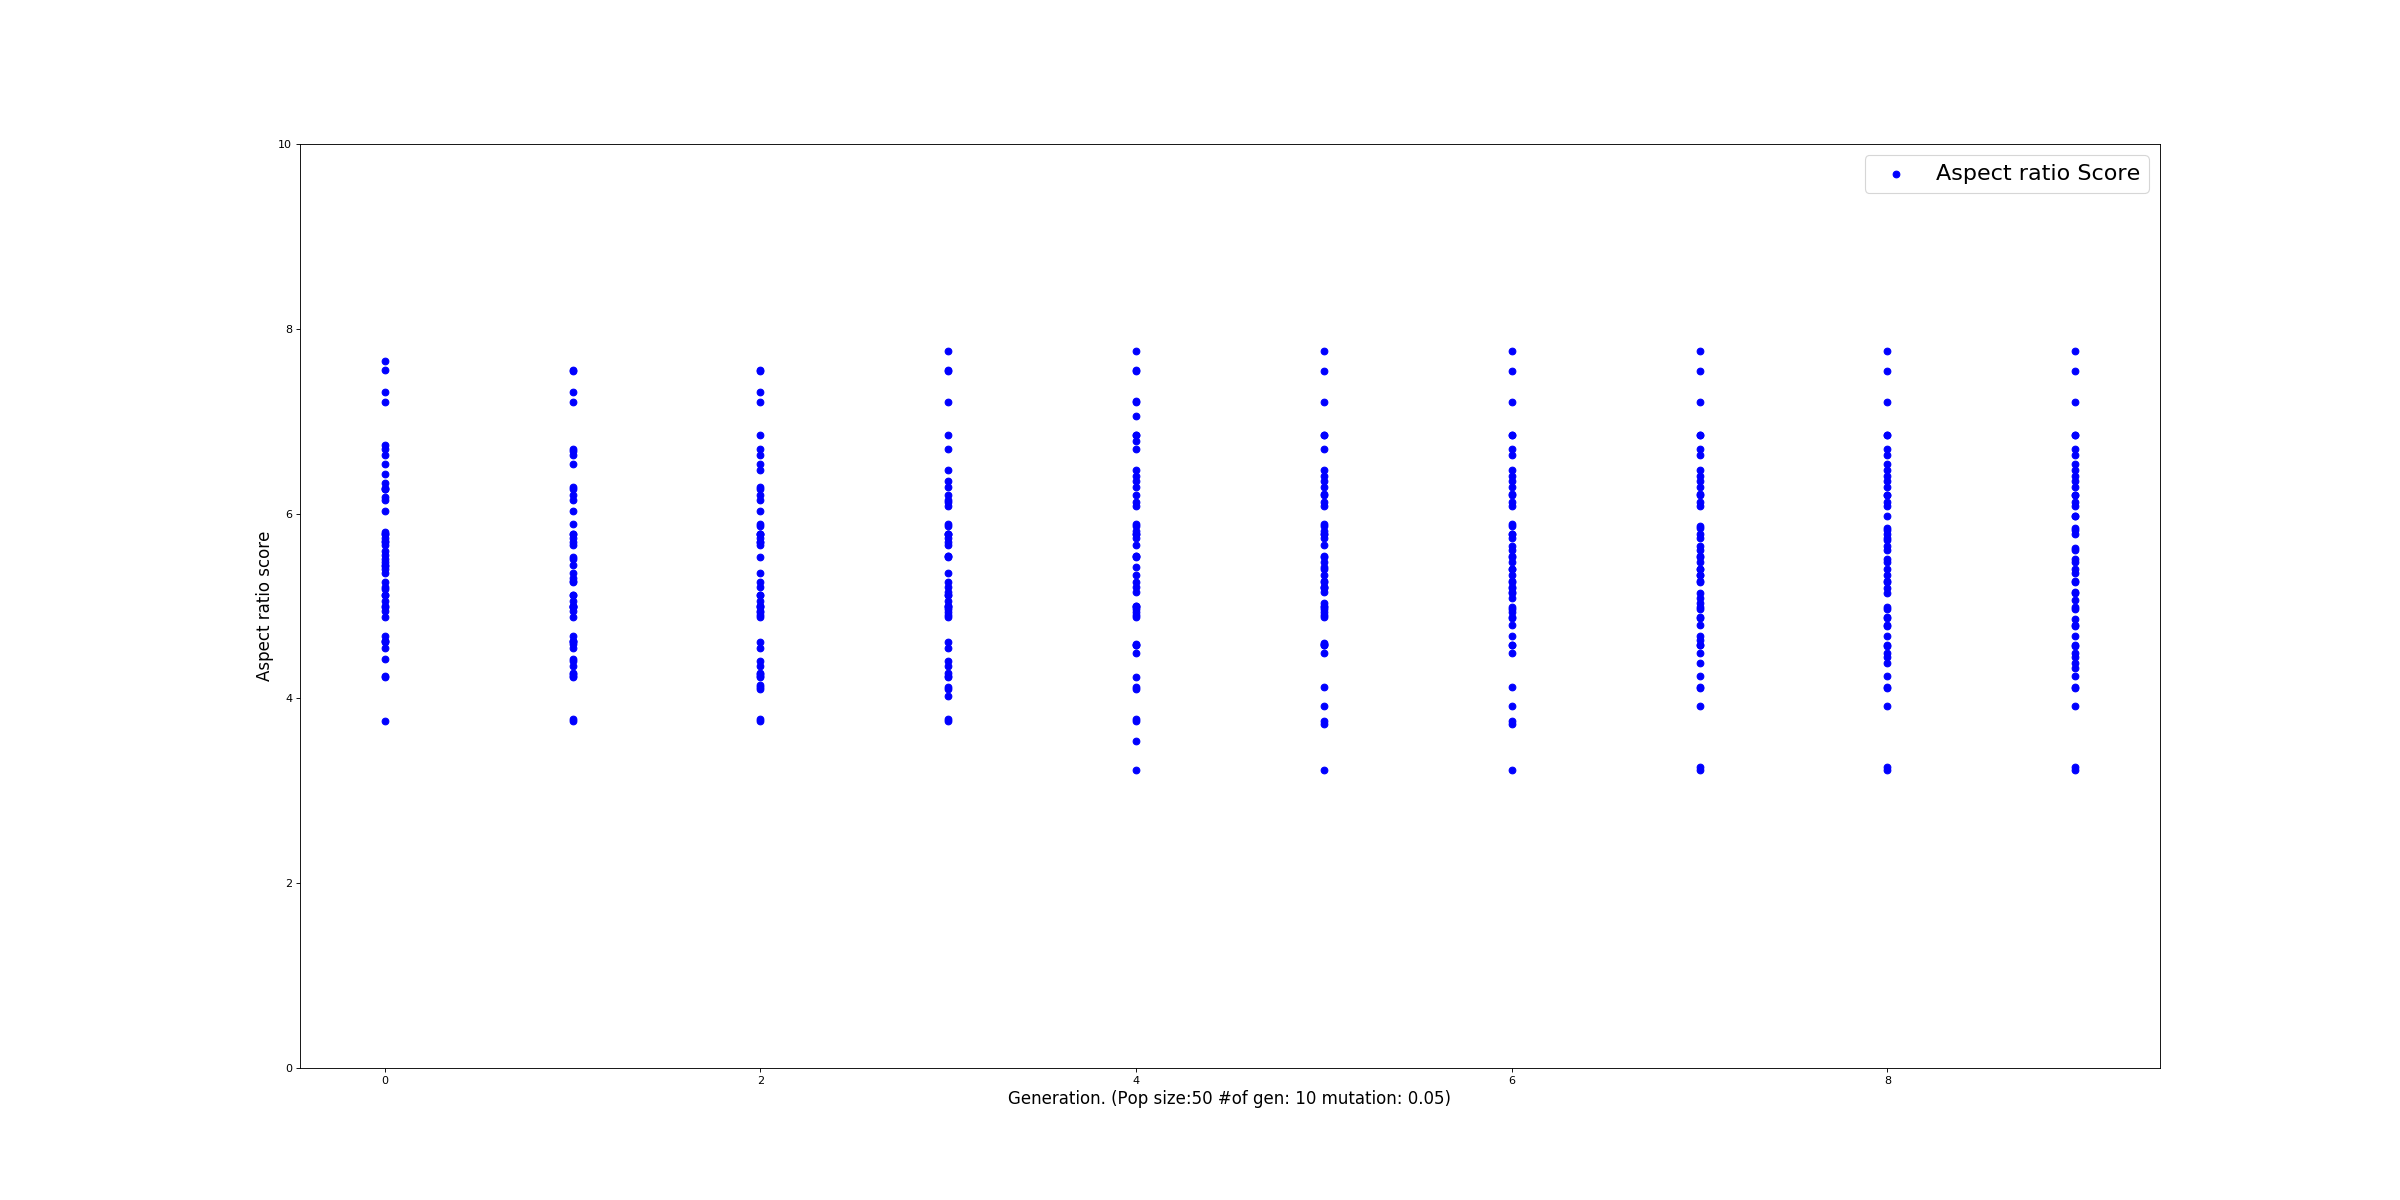 10
Aspect ratio Score
8
6
Aspect ratio score
4
2
0
0 2 4 6 8
Generation. (Pop size:50 #of gen: 10 mutation: 0.05)